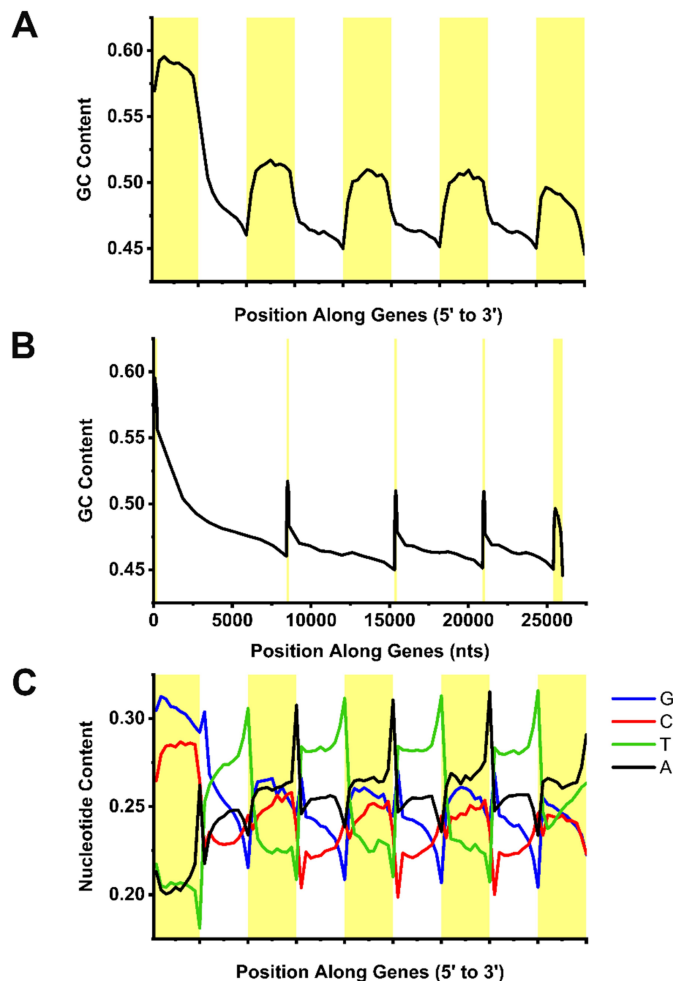 A
GC Content
0.60
0.55
0.50
0.45
Position Along Genes (5' to 3')
B
GC Content
0.60
0.55
0.50
0.45
0 5000 10000 15000 20000 25000
Position Along Genes (nts)
C
Nucleotide Content
0.30
0.25
0.20
Position Along Genes (5' to 3')
G
C
T
A